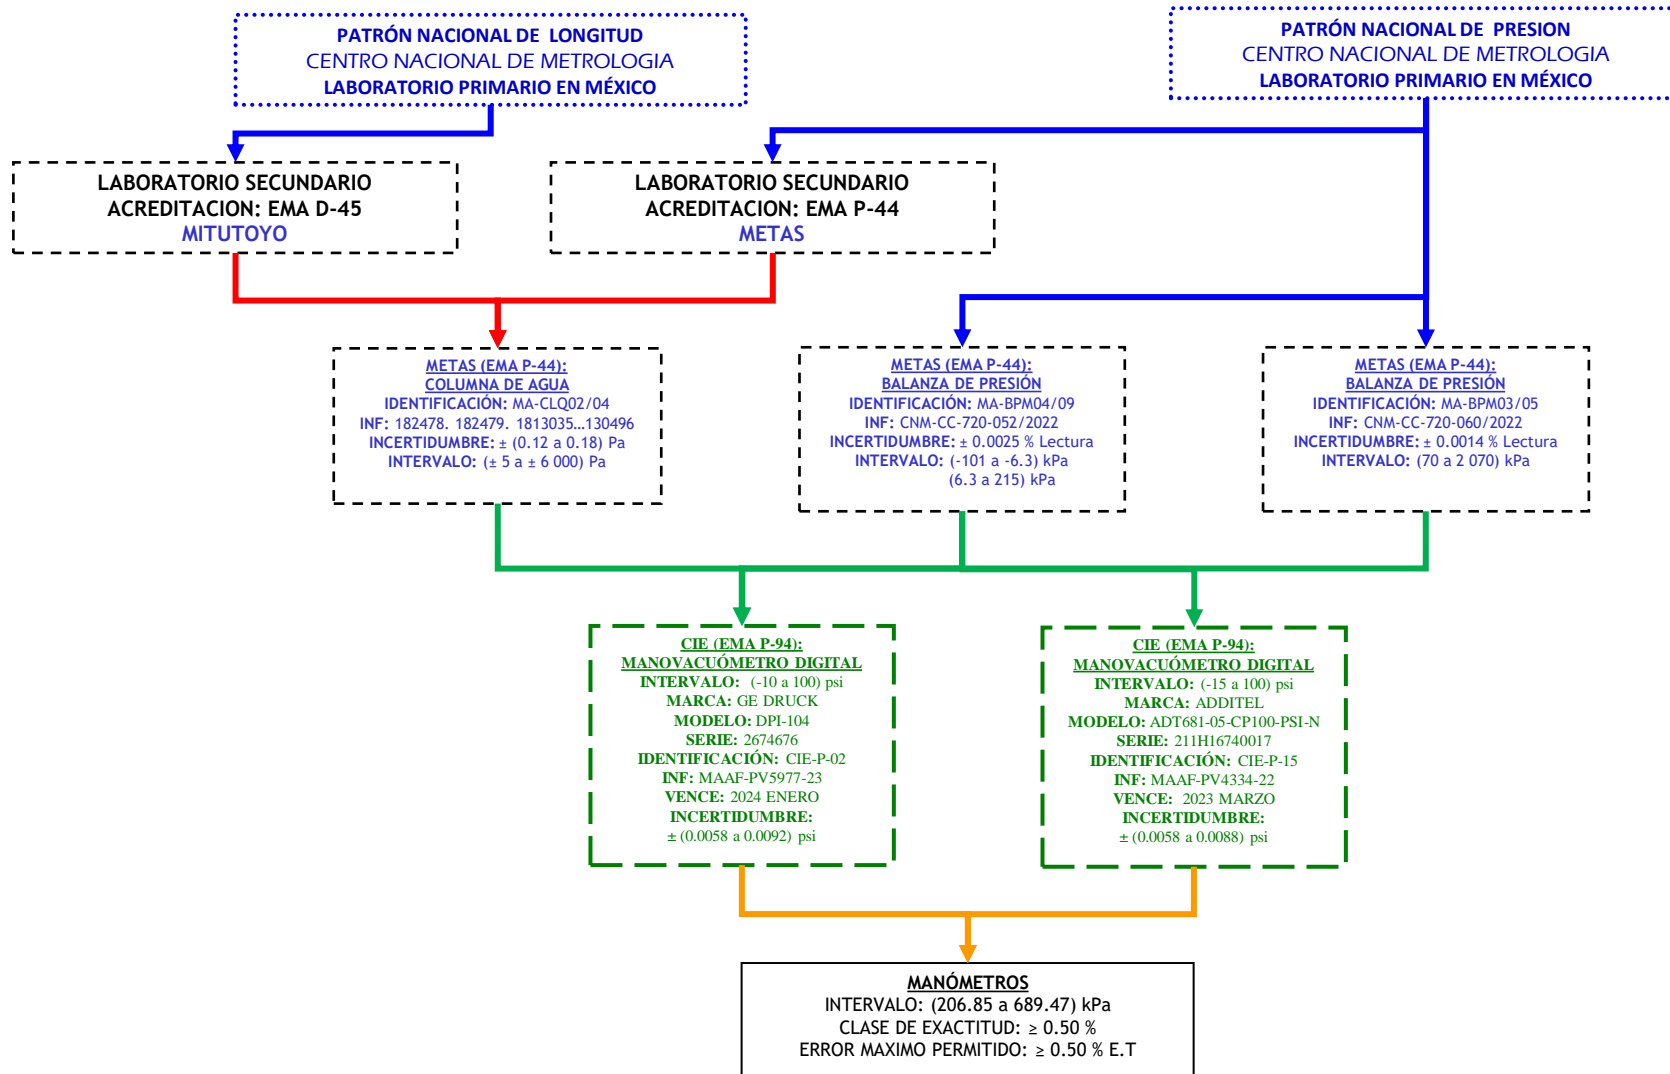 PATRÓN NACIONAL DE LONGITUD
CENTRO NACIONAL DE METROLOGIA
LABORATORIO PRIMARIO EN MÉXICO
PATRÓN NACIONAL DE PRESION
CENTRO NACIONAL DE METROLOGIA
LABORATORIO PRIMARIO EN MÉXICO
LABORATORIO SECUNDARIO
ACREDITACION: EMA D-45
MITUTOYO
LABORATORIO SECUNDARIO
ACREDITACION: EMA P-44
METAS
METAS (EMA P-44):
COLUMNA DE AGUA
IDENTIFICACIÓN: MA-CLQ02/04
INF: 182478. 182479. 1813035…130496
INCERTIDUMBRE: ± (0.12 a 0.18) Pa
INTERVALO: (± 5 a ± 6 000) Pa
METAS (EMA P-44):
BALANZA DE PRESIÓN
IDENTIFICACIÓN: MA-BPM04/09
INF: CNM-CC-720-052/2022
INCERTIDUMBRE: ± 0.0025 % Lectura
INTERVALO: (-101 a -6.3) kPa
(6.3 a 215) kPa
METAS (EMA P-44):
BALANZA DE PRESIÓN
IDENTIFICACIÓN: MA-BPM03/05
INF: CNM-CC-720-060/2022
INCERTIDUMBRE: ± 0.0014 % Lectura
INTERVALO: (70 a 2 070) kPa
CIE (EMA P-94):
MANOVACUÓMETRO DIGITAL
INTERVALO: (-10 a 100) psi
MARCA: GE DRUCK
MODELO: DPI-104
SERIE: 2674676
IDENTIFICACIÓN: CIE-P-02
INF: MAAF-PV5977-23
VENCE: 2024 ENERO
INCERTIDUMBRE:
± (0.0058 a 0.0092) psi
CIE (EMA P-94):
MANOVACUÓMETRO DIGITAL
INTERVALO: (-15 a 100) psi
MARCA: ADDITEL
MODELO: ADT681-05-CP100-PSI-N
SERIE: 211H16740017
IDENTIFICACIÓN: CIE-P-15
INF: MAAF-PV4334-22
VENCE: 2023 MARZO
INCERTIDUMBRE:
± (0.0058 a 0.0088) psi
MANÓMETROS
INTERVALO: (206.85 a 689.47) kPa
CLASE DE EXACTITUD: ≥ 0.50 %
ERROR MAXIMO PERMITIDO: ≥ 0.50 % E.T